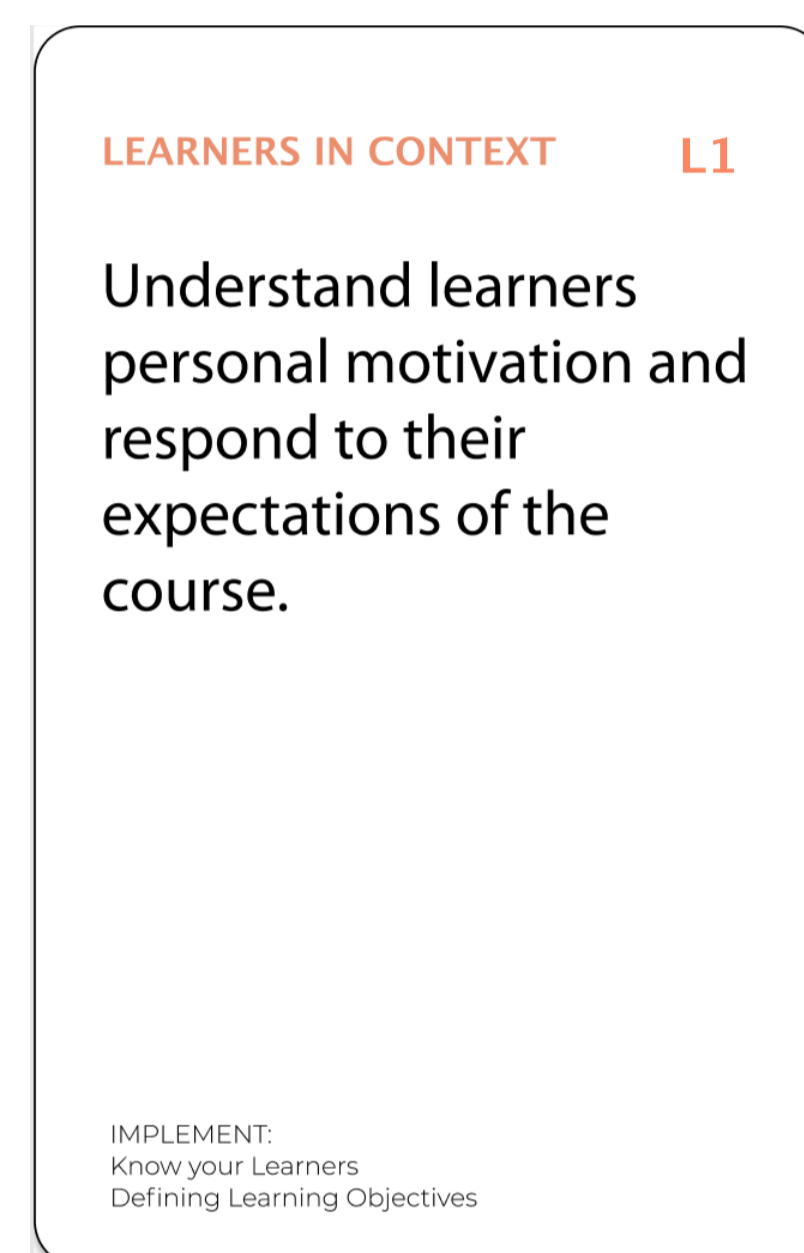 LEARNERS IN CONTEXT L1
Understand learners
personal motivation and
respond to their
expectations of the
course.
IMPLEMENT:
Know your Learners
Defining Learning Objectives